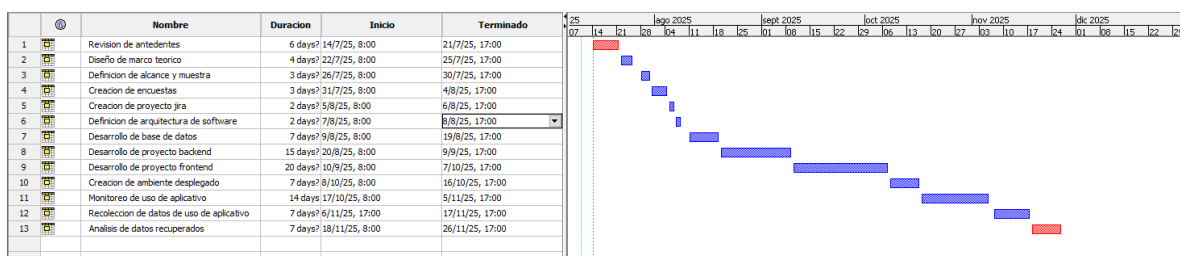 Nombre Duracion Inicio Terminado
25 ago 2025 sept 2025 oct 2025 nov 2025 dic 2025
07 14 21 28 04 11 18 25 01 08 15 22 29 06 13 20 27 03 10 17 24 01 08 15 22 29
1 Revision de antedentes 6 days? 14/7/25, 8:00 21/7/25, 17:00
2 Diseño de marco teorico 4 days? 22/7/25, 8:00 25/7/25, 17:00
3 Definicion de alcance y muestra 3 days? 26/7/25, 8:00 30/7/25, 17:00
4 Creacion de encuestas 3 days? 31/7/25, 8:00 4/8/25, 17:00
5 Creacion de proyecto jira 2 days? 5/8/25, 8:00 6/8/25, 17:00
6 Definicion de arquitectura de software 2 days? 7/8/25, 8:00 8/8/25, 17:00
7 Desarrollo de base de datos 7 days? 9/8/25, 8:00 19/8/25, 17:00
8 Desarrollo de proyecto backend 15 days? 20/8/25, 8:00 9/9/25, 17:00
9 Desarrollo de proyecto frontend 20 days? 10/9/25, 8:00 7/10/25, 17:00
10 Creacion de ambiente desplegado 7 days? 8/10/25, 8:00 16/10/25, 17:00
11 Monitoreo de uso de aplicativo 14 days 17/10/25, 8:00 5/11/25, 17:00
12 Recoleccion de datos de uso de aplicativo 7 days? 6/11/25, 17:00 17/11/25, 17:00
13 Analisis de datos recuperados 7 days? 18/11/25, 8:00 26/11/25, 17:00